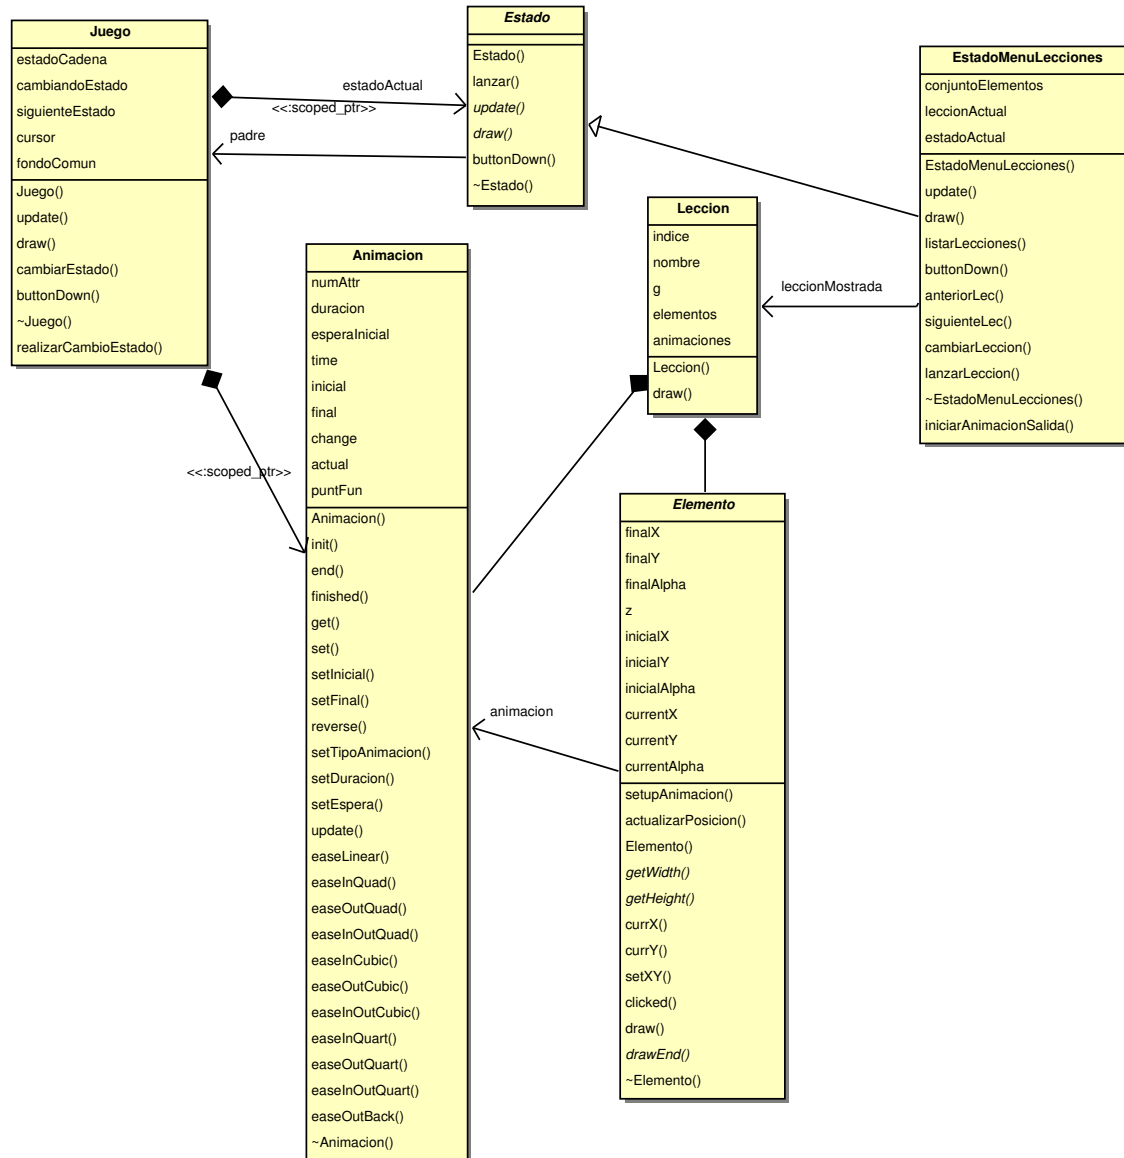 Juego
estadoCadena
cambiandoEstado
siguienteEstado
cursor
fondoComun
Juego()
update()
draw()
cambiarEstado()
buttonDown()
~Juego()
realizarCambioEstado()
estadoActual
<<:scoped_ptr>>
padre
Estado
Estado()
lanzar()
update()
draw()
buttonDown()
~Estado()
EstadoMenuLecciones
conjuntoElementos
leccionActual
estadoActual
EstadoMenuLecciones()
update()
draw()
listarLecciones()
buttonDown()
anteriorLec()
siguienteLec()
cambiarLeccion()
lanzarLeccion()
~EstadoMenuLecciones()
iniciarAnimacionSalida()
Leccion
indice
nombre
g
elementos
animaciones
Leccion()
draw()
leccionMostrada
<<:scoped_ptr>>
Animacion
numAttr
duracion
esperaInicial
time
inicial
final
change
actual
puntFun
Animacion()
init()
end()
finished()
get()
set()
setInicial()
setFinal()
reverse()
setTipoAnimacion()
setDuracion()
setEspera()
update()
easeLinear()
easeInQuad()
easeOutQuad()
easeInOutQuad()
easeInCubic()
easeOutCubic()
easeInOutCubic()
easeInQuart()
easeOutQuart()
easeInOutQuart()
easeOutBack()
~Animacion()
animacion
Elemento
finalX
finalY
finalAlpha
z
inicialX
inicialY
inicialAlpha
currentX
currentY
currentAlpha
setupAnimacion()
actualizarPosicion()
Elemento()
getWidth()
getHeight()
currX()
currY()
setXY()
clicked()
draw()
drawEnd()
~Elemento()